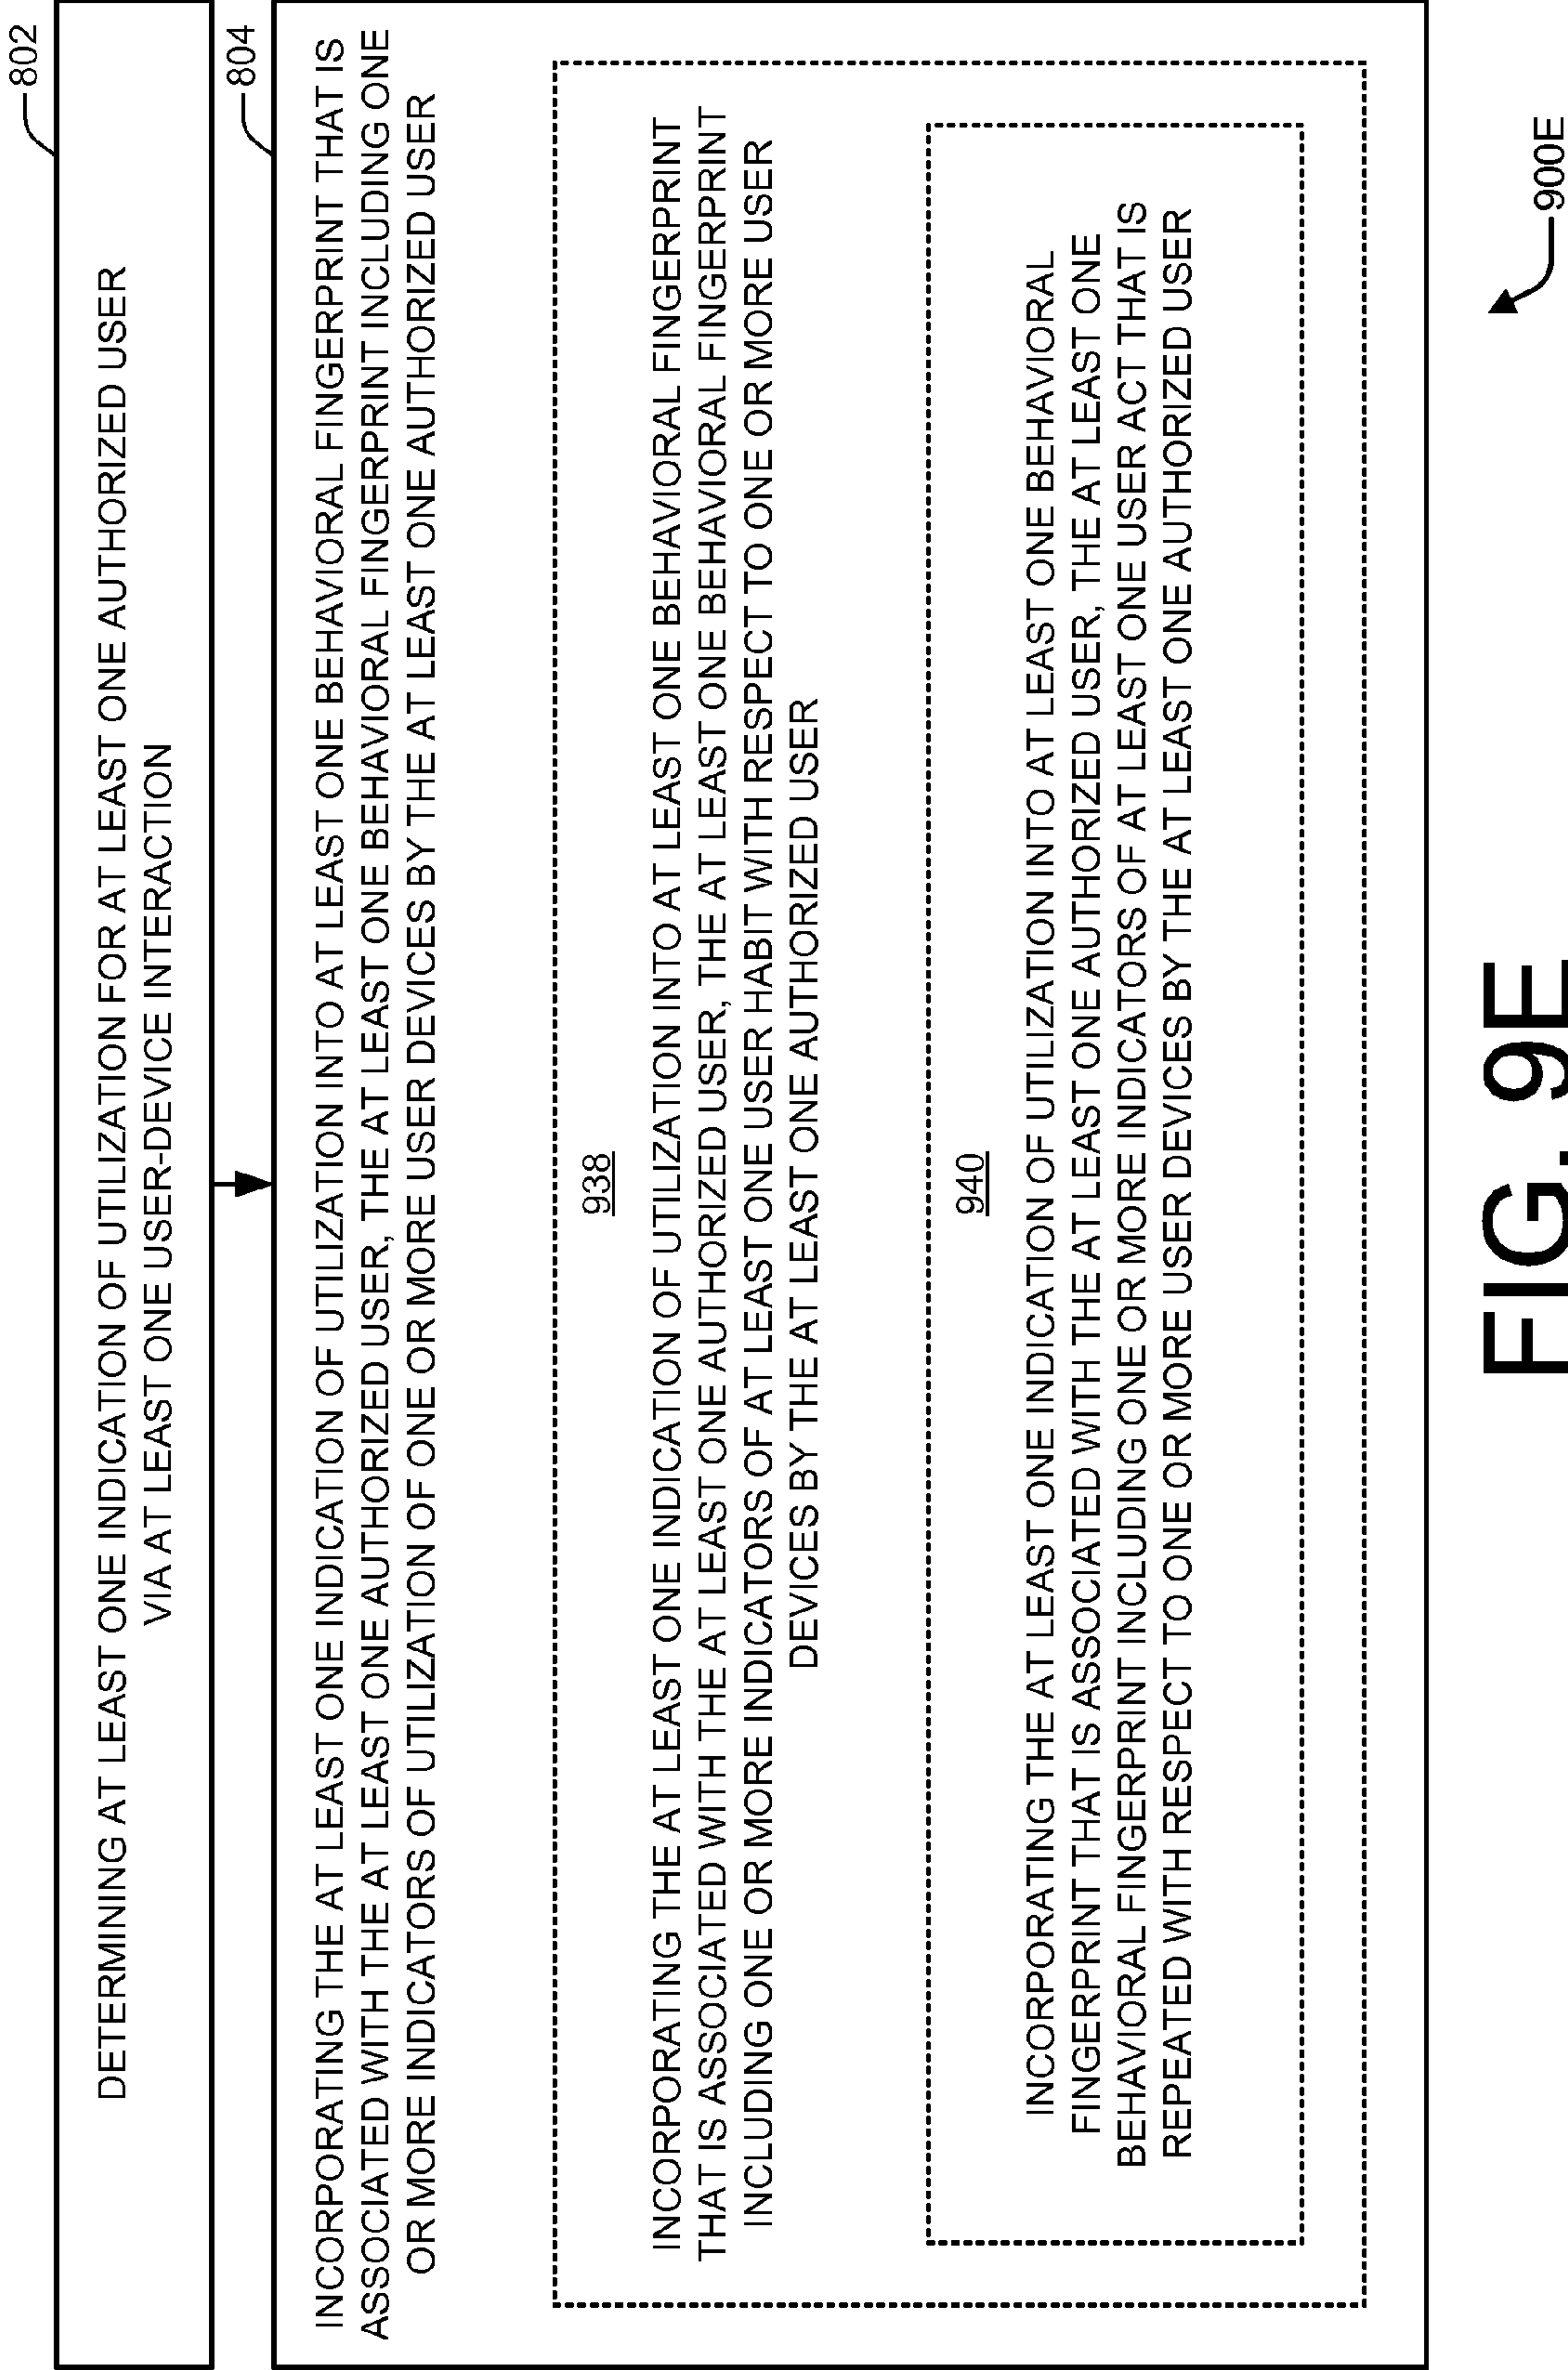 802
DETERMINING AT LEAST ONE INDICATION OF UTILIZATION FOR AT LEAST ONE AUTHORIZED USER
VIA AT LEAST ONE USER-DEVICE INTERACTION
804
INCORPORATING THE AT LEAST ONE INDICATION OF UTILIZATION INTO AT LEAST ONE BEHAVIORAL FINGERPRINT THAT IS
ASSOCIATED WITH THE AT LEAST ONE AUTHORIZED USER, THE AT LEAST ONE BEHAVIORAL FINGERPRINT INCLUDING ONE
OR MORE INDICATORS OF UTILIZATION OF ONE OR MORE USER DEVICES BY THE AT LEAST ONE AUTHORIZED USER
938
INCORPORATING THE AT LEAST ONE INDICATION OF UTILIZATION INTO AT LEAST ONE BEHAVIORAL FINGERPRINT
THAT IS ASSOCIATED WITH THE AT LEAST ONE AUTHORIZED USER, THE AT LEAST ONE BEHAVIORAL FINGERPRINT
INCLUDING ONE OR MORE INDICATORS OF AT LEAST ONE USER HABIT WITH RESPECT TO ONE OR MORE USER
DEVICES BY THE AT LEAST ONE AUTHORIZED USER
940
INCORPORATING THE AT LEAST ONE INDICATION OF UTILIZATION INTO AT LEAST ONE BEHAVIORAL
FINGERPRINT THAT IS ASSOCIATED WITH THE AT LEAST ONE AUTHORIZED USER, THE AT LEAST ONE
BEHAVIORAL FINGERPRINT INCLUDING ONE OR MORE INDICATORS OF AT LEAST ONE USER ACT THAT IS
REPEATED WITH RESPECT TO ONE OR MORE USER DEVICES BY THE AT LEAST ONE AUTHORIZED USER
900E
FIG. 9E